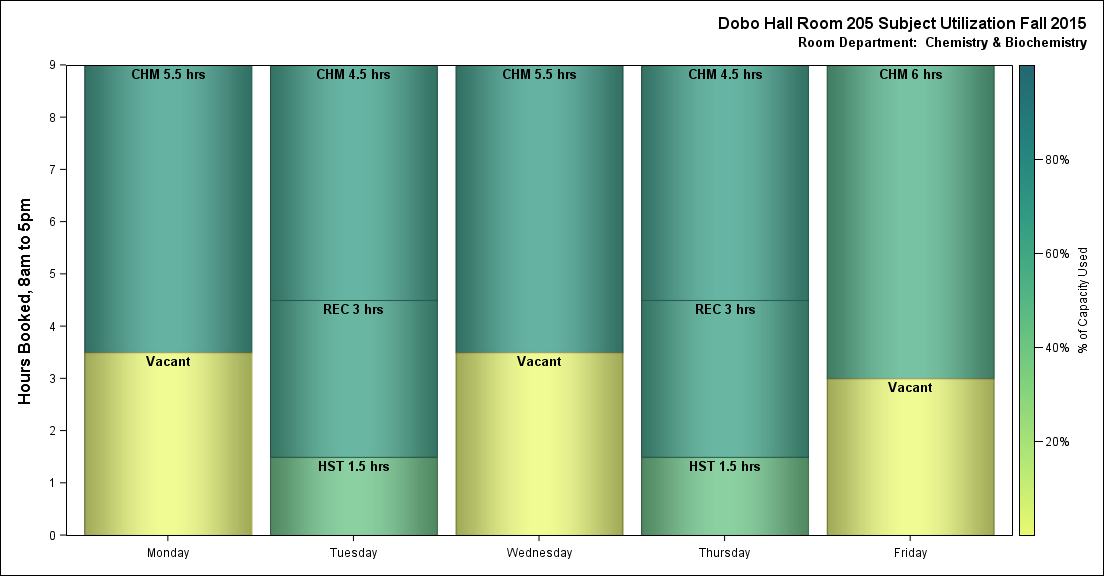 Dobo Hall Room 205 Subject Utilization Fall 2015
Room Department:  Chemistry & Biochemistry
Hours Booked, 8am to 5pm
9
8
7
6
5
4
3
2
1
0
CHM 5.5 hrs
Vacant
CHM 4.5 hrs
REC 3 hrs
HST 1.5 hrs
CHM 5.5 hrs
Vacant
CHM 4.5 hrs
REC 3 hrs
HST 1.5 hrs
CHM 6 hrs
Vacant
Monday
Tuesday
Wednesday
Thursday
Friday
80%
60%
40%
20%
% of Capacity Used